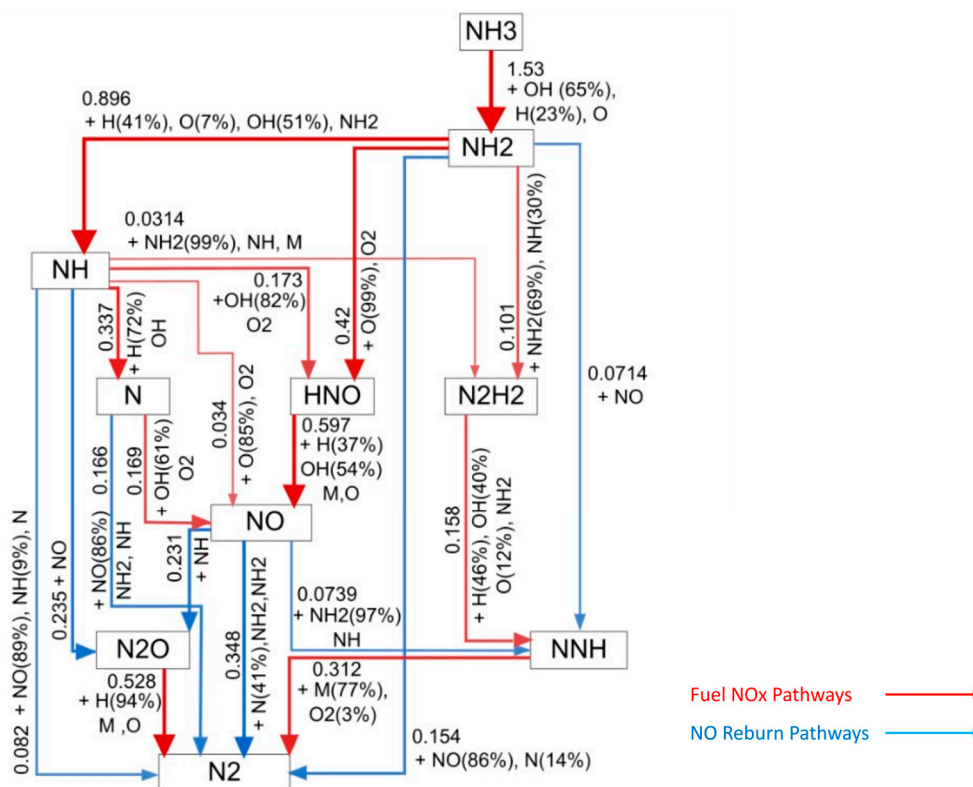 NH3
1.53
+ OH (65%),
H(23%), O
0.896
+ H(41%), O(7%), OH(51%), NH2
NH2
0.0314
+ NH2(99%), NH, M
NH
0.173
+OH(82%)
O2
0.42
+ O(99%), O2
0.101
+ NH2(69%), NH(30%)
0.0714
+ NO
0.337
+ H(72%)
OH
N
HNO
N2H2
0.034
+ O(85%), O2
0.597
+ H(37%)
OH(54%)
M,O
0.166
+ NO(86%)
NH2, NH
0.169
+ OH(61%)
O2
NO
0.158
+ H(46%), OH(40%)
O(12%), NH2
0.082 + NO(89%), NH(9%), N
0.235 + NO
0.231
+ NH
0.348
+ N(41%),NH2,NH2
0.0739
+ NH2(97%)
NH
N2O
NNH
0.528
+ H(94%)
M ,O
0.312
+ M(77%),
O2(3%)
0.154
+ NO(86%), N(14%)
N2
Fuel NOx Pathways
NO Reburn Pathways